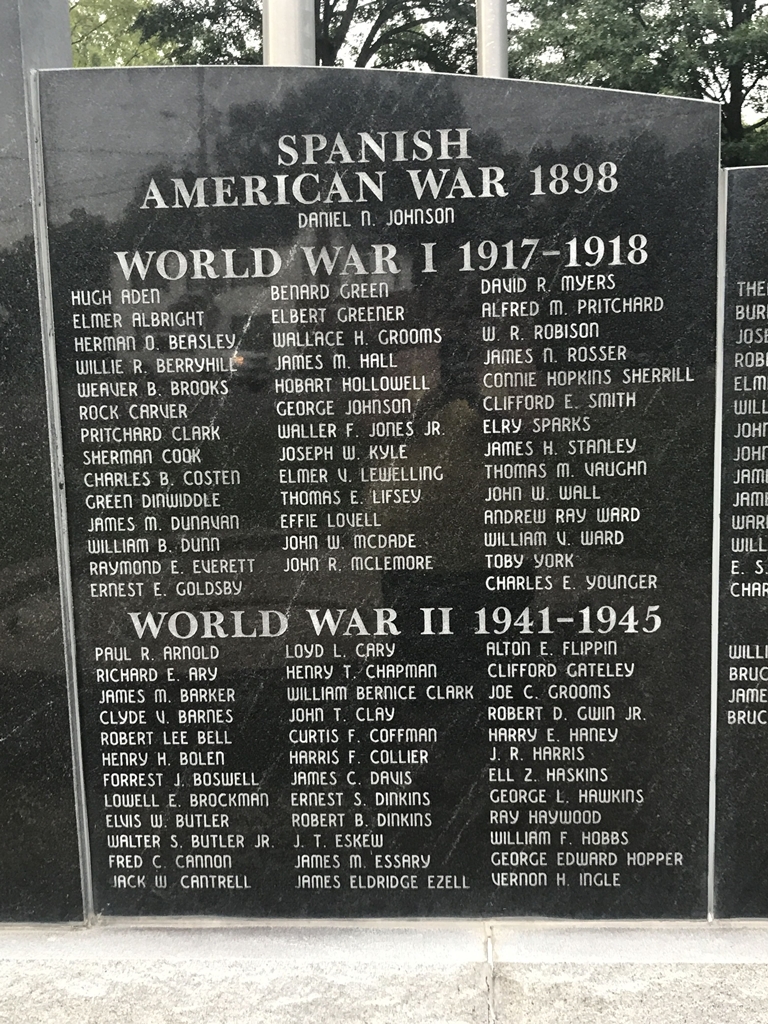 SPANISH
AMERICAN WAR 1898
DANIEL N. JOHNSON
WORLD WAR I 1917-1918
HUGH ADEN
ELMER ALBRIGHT
HERMAN O. BEASLEY
WILLIE R. BERRYHILL
WEAVER B. BROOKS
ROCK CARVER
PRITCHARD CLARK
SHERMAN COOK
CHARLES B. COSTEN
GREEN DINWIDDLE
JAMES M. DUNAVAN
WILLIAM B. DUNN
RAYMOND E. EVERETT
ERNEST E. GOLDSBY
BENARD GREEN
ELBERT GREENER
WALLACE H. GROOMS
JAMES M. HALL
HOBART HOLLOWELL
GEORGE JOHNSON
WALLER F. JONES JR.
JOSEPH W. KYLE
ELMER V. LEWELLING
THOMAS E. LIFSEY
EFFIE LOVELL
JOHN W. MCDADE
JOHN R. MCLEMORE
DAVID R. MYERS
ALFRED M. PRITCHARD
W. R. ROBISON
JAMES N. ROSSER
CONNIE HOPKINS SHERRILL
CLIFFORD E. SMITH
ELRY SPARKS
JAMES H. STANLEY
THOMAS M. VAUGHN
JOHN W. WALL
ANDREW RAY WARD
WILLIAM V. WARD
TOBY YORK
CHARLES E. YOUNGER
WORLD WAR II 1941-1945
PAUL R. ARNOLD
RICHARD E. ARY
JAMES M. BARKER
CLYDE V. BARNES
ROBERT LEE BELL
HENRY H. BOLEN
FORREST J. BOSWELL
LOWELL E. BROCKMAN
ELVIS W. BUTLER
WALTER S. BUTLER JR.
FRED C. CANNON
JACK W. CANTRELL
LOYD L. CARY
HENRY T. CHAPMAN
WILLIAM BERNICE CLARK
JOHN T. CLAY
CURTIS F. COFFMAN
HARRIS F. COLLIER
JAMES C. DAVIS
ERNEST S. DINKINS
ROBERT B. DINKINS
J. T. ESKEW
JAMES M. ESSARY
JAMES ELDRIDGE EZELL
ALTON E. FLIPPIN
CLIFFORD GATELEY
JOE C. GROOMS
ROBERT D. GWIN JR.
HARRY E. HANEY
J. R. HARRIS
ELL Z. HASKINS
GEORGE L. HAWKINS
RAY HAYWOOD
WILLIAM F. HOBBS
GEORGE EDWARD HOPPER
VERNON H. INGLE